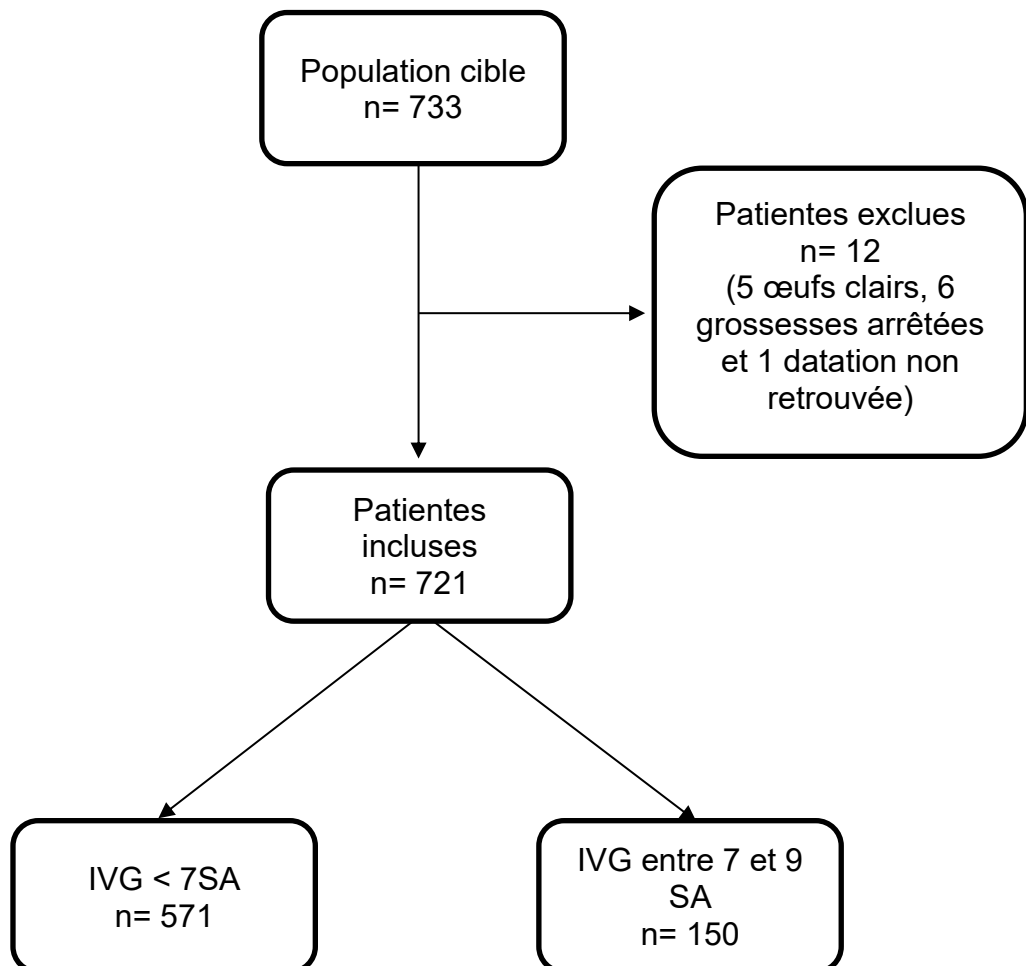 Population cible
n= 733
Patientes exclues
n= 12
(5 œufs clairs, 6
grossesses arrêtées
et 1 datation non
retrouvée)
Patientes
incluses
n= 721
IVG < 7SA
n= 571
IVG entre 7 et 9
SA
n= 150